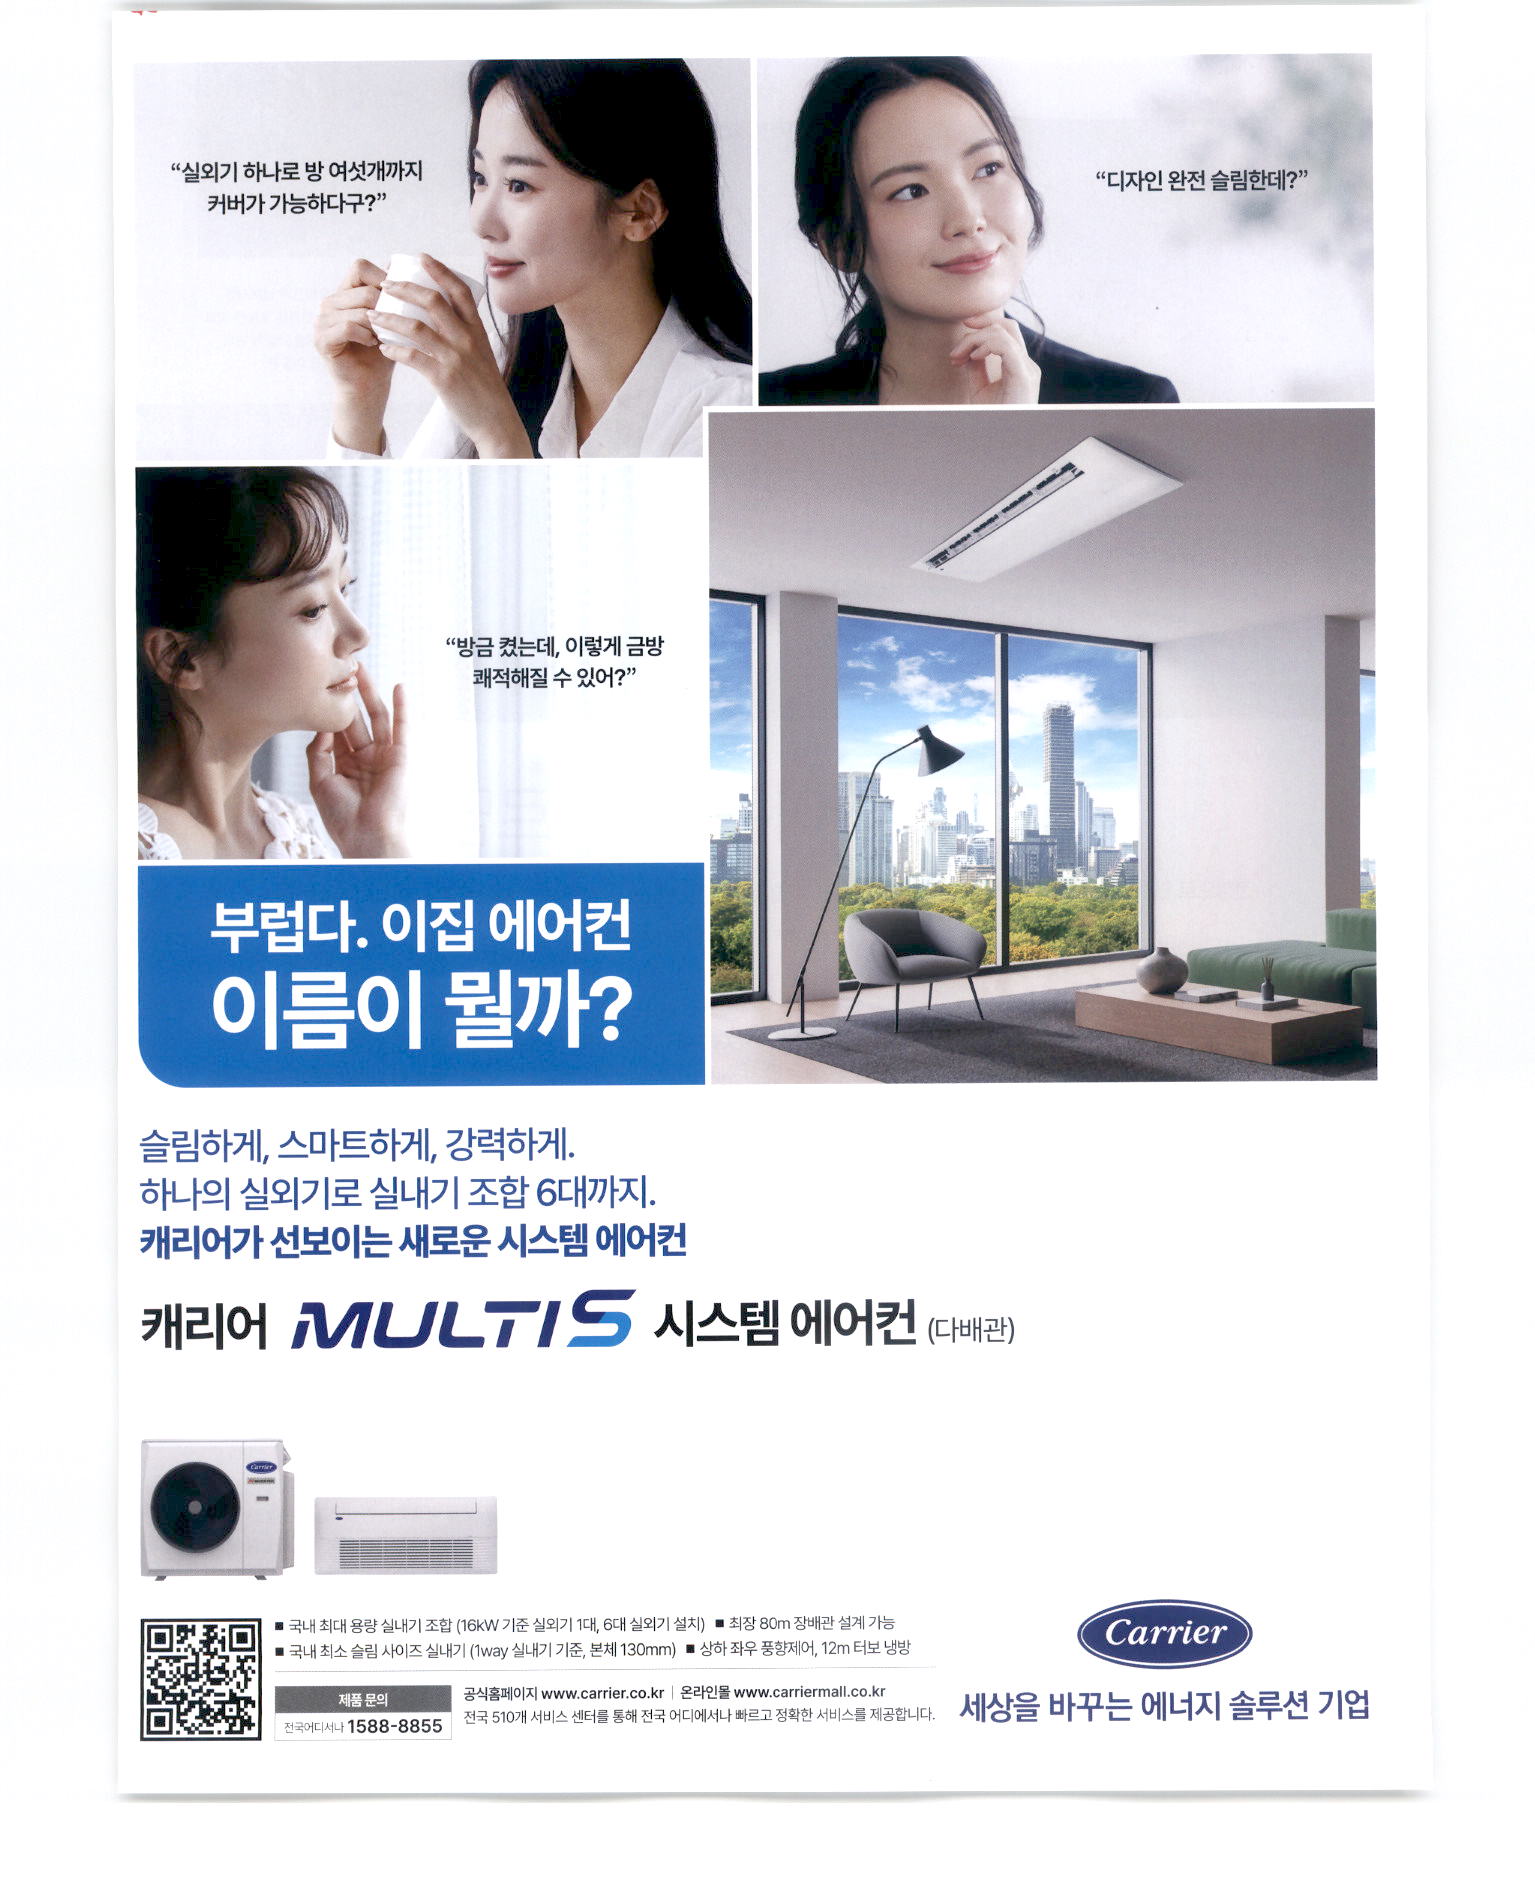 “실외기 하나로 방 여섯개까지
커버가 가능하다구?”
“디자인 완전 슬림한데?”
“방금 켰는데, 이렇게 금방
쾌적해질 수 있어?”
부럽다. 이집 에어컨
이름이 뭘까?
슬림하게, 스마트하게, 강력하게.
하나의 실외기로 실내기 조합 6대까지.
캐리어가 선보이는 새로운 시스템 에어컨
캐리어 MULTI S 시스템 에어컨 (다배관)
Carrier
INVERTER
■ 국내 최대 용량 실내기 조합 (16kW 기준 실외기 1대, 6대 실외기 설치) ■ 최장 80m 장배관 설계 가능
■ 국내 최소 슬림 사이즈 실내기 (1way 실내기 기준, 본체 130mm) ■ 상하 좌우 풍향제어, 12m 터보 냉방
제품 문의
전국어디서나 1588-8855
공식홈페이지 www.carrier.co.kr | 온라인몰 www.carriermall.co.kr
전국 510개 서비스 센터를 통해 전국 어디에서나 빠르고 정확한 서비스를 제공합니다.
Carrier
세상을 바꾸는 에너지 솔루션 기업